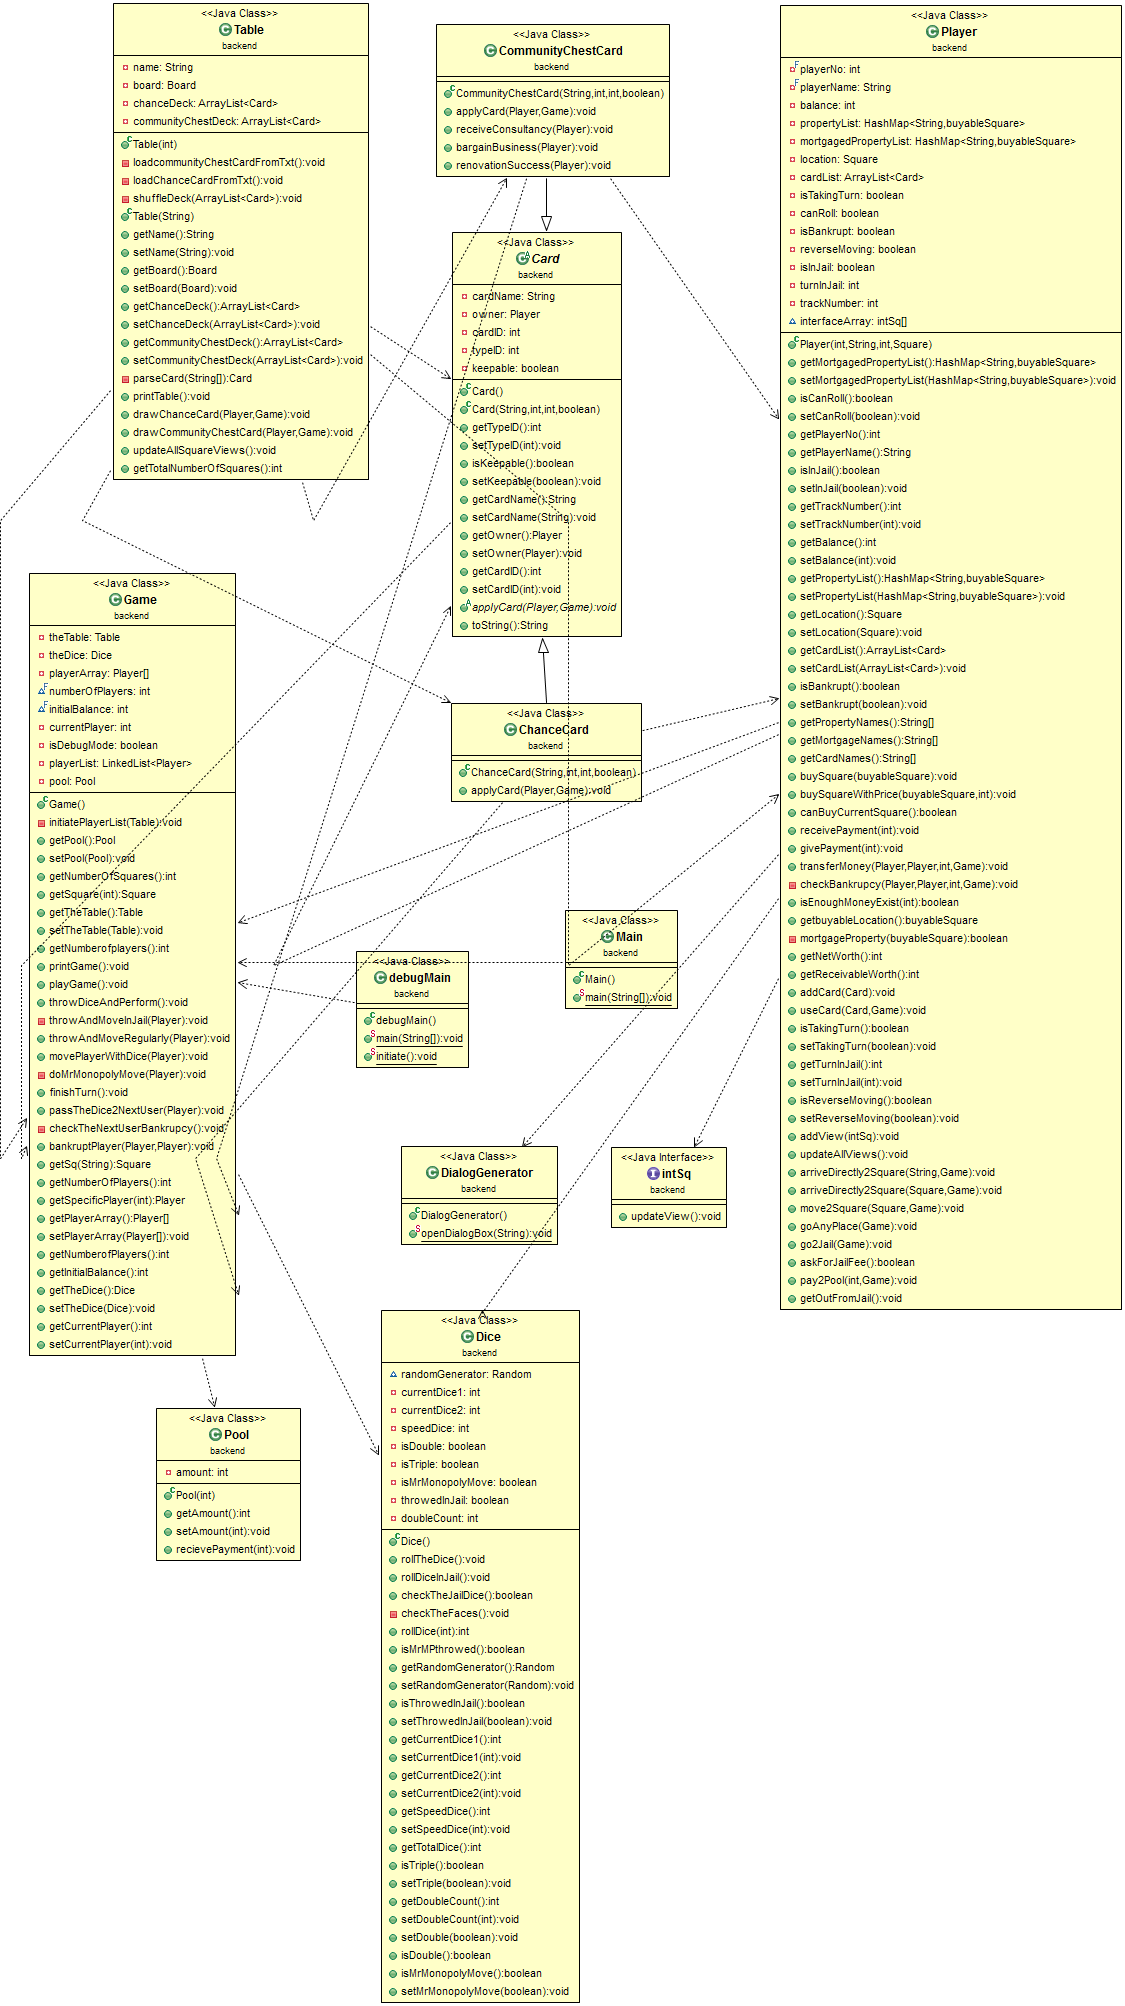 <<Java Class>>
Table
backend
name: String
board: Board
chanceDeck: ArrayList<Card>
communityChestDeck: ArrayList<Card>
Table(int)
loadcommunityChestCardFromTxt():void
loadChanceCardFromTxt():void
shuffleDeck(ArrayList<Card>):void
Table(String)
getName():String
setName(String):void
getBoard():Board
setBoard(Board):void
getChanceDeck():ArrayList<Card>
setChanceDeck(ArrayList<Card>):void
getCommunityChestDeck():ArrayList<Card>
setCommunityChestDeck(ArrayList<Card>):void
parseCard(String[]):Card
printTable():void
drawChanceCard(Player,Game):void
drawCommunityChestCard(Player,Game):void
updateAllSquareViews():void
getTotalNumberOfSquares():int
<<Java Class>>
CommunityChestCard
backend
CommunityChestCard(String,int,int,boolean)
applyCard(Player,Game):void
receiveConsultancy(Player):void
bargainBusiness(Player):void
renovationSuccess(Player):void
<<Java Class>>
Player
backend
playerNo: int
playerName: String
balance: int
propertyList: HashMap<String,buyableSquare>
mortgagedPropertyList: HashMap<String,buyableSquare>
location: Square
cardList: ArrayList<Card>
isTakingTurn: boolean
canRoll: boolean
isBankrupt: boolean
reverseMoving: boolean
isInJail: boolean
turnInJail: int
trackNumber: int
interfaceArray: intSq[]
Player(int,String,int,Square)
getMortgagedPropertyList():HashMap<String,buyableSquare>
setMortgagedPropertyList(HashMap<String,buyableSquare>):void
isCanRoll():boolean
setCanRoll(boolean):void
getPlayerNo():int
getPlayerName():String
isInJail():boolean
setInJail(boolean):void
getTrackNumber():int
setTrackNumber(int):void
getBalance():int
setBalance(int):void
getPropertyList():HashMap<String,buyableSquare>
setPropertyList(HashMap<String,buyableSquare>):void
getLocation():Square
setLocation(Square):void
getCardList():ArrayList<Card>
setCardList(ArrayList<Card>):void
isBankrupt():boolean
setBankrupt(boolean):void
getPropertyNames():String[]
getMortgageNames():String[]
getCardNames():String[]
buySquare(buyableSquare):void
buySquareWithPrice(buyableSquare,int):void
canBuyCurrentSquare():boolean
receivePayment(int):void
givePayment(int):void
transferMoney(Player,Player,int,Game):void
checkBankrupcy(Player,Player,int,Game):void
isEnoughMoneyExist(int):boolean
getbuyableLocation():buyableSquare
mortgageProperty(buyableSquare):boolean
getNetWorth():int
getReceivableWorth():int
addCard(Card):void
useCard(Card,Game):void
isTakingTurn():boolean
setTakingTurn(boolean):void
getTurnInJail():int
setTurnInJail(int):void
isReverseMoving():boolean
setReverseMoving(boolean):void
addView(intSq):void
updateAllViews():void
arriveDirectly2Square(String,Game):void
arriveDirectly2Square(Square,Game):void
move2Square(Square,Game):void
goAnyPlace(Game):void
go2Jail(Game):void
askForJailFee():boolean
pay2Pool(int,Game):void
getOutFromJail():void
<<Java Class>>
Card
backend
cardName: String
owner: Player
cardID: int
typeID: int
keepable: boolean
Card()
Card(String,int,int,boolean)
getTypeID():int
setTypeID(int):void
isKeepable():boolean
setKeepable(boolean):void
getCardName():String
setCardName(String):void
getOwner():Player
setOwner(Player):void
getCardID():int
setCardID(int):void
applyCard(Player,Game):void
toString():String
<<Java Class>>
Game
backend
theTable: Table
theDice: Dice
playerArray: Player[]
numberOfPlayers: int
initialBalance: int
currentPlayer: int
isDebugMode: boolean
playerList: LinkedList<Player>
pool: Pool
Game()
initiatePlayerList(Table):void
getPool():Pool
setPool(Pool):void
getNumberOfSquares():int
getSquare(int):Square
getTheTable():Table
setTheTable(Table):void
getNumberofplayers():int
printGame():void
playGame():void
throwDiceAndPerform():void
throwAndMoveInJail(Player):void
throwAndMoveRegularly(Player):void
movePlayerWithDice(Player):void
doMrMonopolyMove(Player):void
finishTurn():void
passTheDice2NextUser(Player):void
checkTheNextUserBankrupcy():void
bankruptPlayer(Player,Player):void
getSq(String):Square
getNumberOfPlayers():int
getSpecificPlayer(int):Player
getPlayerArray():Player[]
setPlayerArray(Player[]):void
getNumberofPlayers():int
getInitialBalance():int
getTheDice():Dice
setTheDice(Dice):void
getCurrentPlayer():int
setCurrentPlayer(int):void
<<Java Class>>
ChanceCard
backend
ChanceCard(String,int,int,boolean)
applyCard(Player,Game):void
<<Java Class>>
Main
backend
Main()
main(String[]):void
<<Java Class>>
debugMain
backend
debugMain()
main(String[]):void
initiate():void
<<Java Class>>
DialogGenerator
backend
DialogGenerator()
openDialogBox(String):void
<<Java Interface>>
intSq
backend
updateView():void
<<Java Class>>
Dice
backend
randomGenerator: Random
currentDice1: int
currentDice2: int
speedDice: int
isDouble: boolean
isTriple: boolean
isMrMonopolyMove: boolean
throwedInJail: boolean
doubleCount: int
Dice()
rollTheDice():void
rollDiceInJail():void
checkTheJailDice():boolean
checkTheFaces():void
rollDice(int):int
isMrMPthrowed():boolean
getRandomGenerator():Random
setRandomGenerator(Random):void
isThrowedInJail():boolean
setThrowedInJail(boolean):void
getCurrentDice1():int
setCurrentDice1(int):void
getCurrentDice2():int
setCurrentDice2(int):void
getSpeedDice():int
setSpeedDice(int):void
getTotalDice():int
isTriple():boolean
setTriple(boolean):void
getDoubleCount():int
setDoubleCount(int):void
setDouble(boolean):void
isDouble():boolean
isMrMonopolyMove():boolean
setMrMonopolyMove(boolean):void
<<Java Class>>
Pool
backend
amount: int
Pool(int)
getAmount():int
setAmount(int):void
recievePayment(int):void